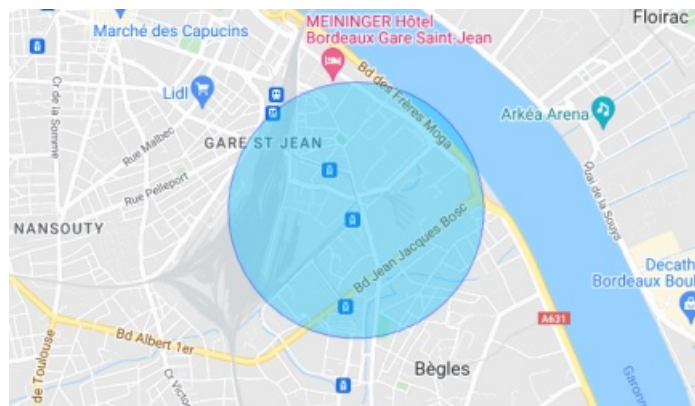 Floirac
MEININGER Hôtel
Bordeaux Gare Saint-Jean
Marché des Capucins
Cr de la Somme
Lidl
Bd des Frères Moga
Arkéa Arena
Rue Malbec
GARE ST JEAN
Rue Pelleport
Quai de la Souys
NANSOUTY
Bd Jean Jacques Bosc
Decath
Bordeaux Boul
A631
Bd Albert 1er
de Toulouse
Cr Victo
Bègles
Garonn